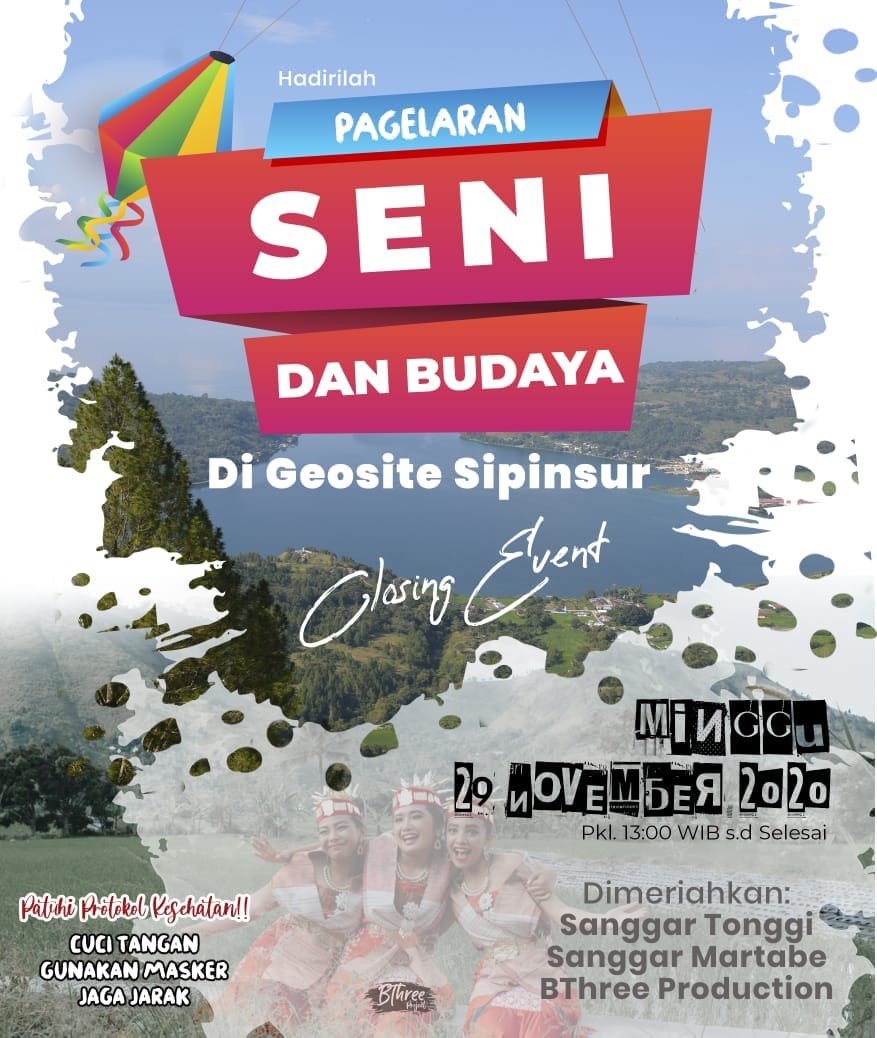 Hadirilah
PAGELARAN
SENI
DAN BUDAYA
Di Geosite Sipinsur
Closing Event
MiNGGu
29 NOVEMBER 2020
Pkl. 13:00 WIB s.d Selesai
Dimeriahkan:
Sanggar Tonggi
Sanggar Martabe
BThree Production
Patuhi Protokol Kesehatan!!
CUCI TANGAN
GUNAKAN MASKER
JAGA JARAK
BThree
Project